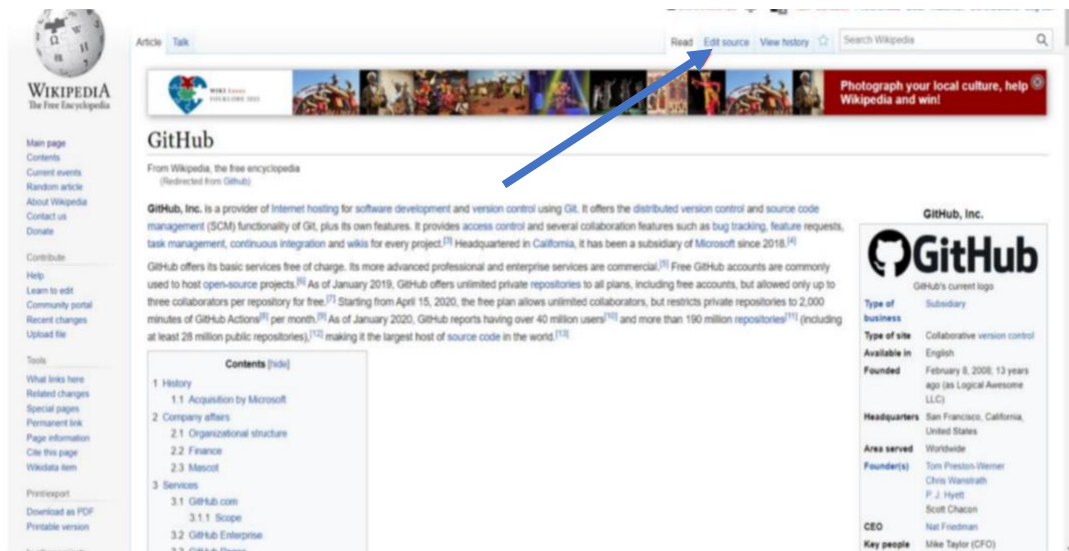 WIKIPEDIA
The Free Encyclopedia
Main page
Contents
Current events
Random article
About Wikipedia
Contact us
Donate
Contribute
Help
Learn to edit
Community portal
Recent changes
Upload file
Tools
What links here
Related changes
Special pages
Permanent link
Page information
Cite this page
Wikidata item
Print/export
Download as PDF
Printable version
Article Talk
Read Edit source View history Search Wikipedia
WIKI Loves
FOLKLORE 2021
Photograph your local culture, help
Wikipedia and win!
GitHub
From Wikipedia, the free encyclopedia
(Redirected from Github)
GitHub, Inc. is a provider of Internet hosting for software development and version control using Git. It offers the distributed version control and source code
management (SCM) functionality of Git, plus its own features. It provides access control and several collaboration features such as bug tracking, feature requests,
task management, continuous integration and wikis for every project.[3] Headquartered in California, it has been a subsidiary of Microsoft since 2018.[4]
GitHub offers its basic services free of charge. Its more advanced professional and enterprise services are commercial.[5] Free GitHub accounts are commonly
used to host open-source projects.[6] As of January 2019, GitHub offers unlimited private repositories to all plans, including free accounts, but allowed only up to
three collaborators per repository for free.[7] Starting from April 15, 2020, the free plan allows unlimited collaborators, but restricts private repositories to 2,000
minutes of GitHub Actions[8] per month.[9] As of January 2020, GitHub reports having over 40 million users[10] and more than 190 million repositories[11] (including
at least 28 million public repositories),[12] making it the largest host of source code in the world.[13]
Contents [hide]
1 History
1.1 Acquisition by Microsoft
2 Company affairs
2.1 Organizational structure
2.2 Finance
2.3 Mascot
3 Services
3.1 GitHub.com
3.1.1 Scope
3.2 GitHub Enterprise
GitHub, Inc.
GitHub
GitHub's current logo
Type of business Subsidiary
Type of site Collaborative version control
Available in English
Founded February 8, 2008; 13 years
ago (as Logical Awesome
LLC)
Headquarters San Francisco, California,
United States
Area served Worldwide
Founder(s) Tom Preston-Werner
Chris Wanstrath
P. J. Hyett
Scott Chacon
CEO Nat Friedman
Key people Mike Taylor (CFO)